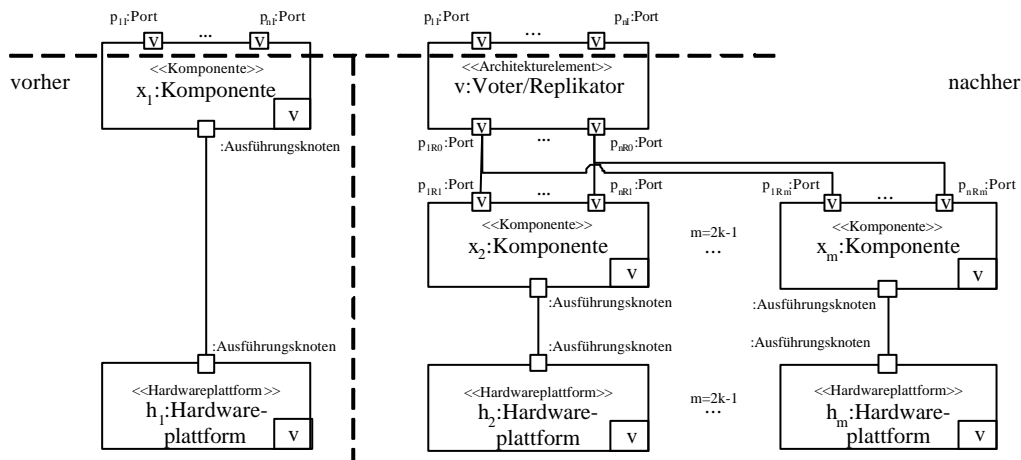 p1I:Port ... pnI:Port
p1I:Port ... pnI:Port
v v
v v
vorher
<<Komponente>>
x1:Komponente
v
<<Architekturelement>>
v:Voter/Replikator
nachher
:Ausführungsknoten
v ... v
p1R0:Port pnR0:Port
p1R1:Port ... pnR1:Port
p1Rm:Port ... pnRm:Port
v v
v v
<<Komponente>>
x2:Komponente
v
m=2k-1
...
<<Komponente>>
xm:Komponente
v
:Ausführungsknoten
:Ausführungsknoten
:Ausführungsknoten
:Ausführungsknoten
:Ausführungsknoten
<<Hardwareplattform>>
h1:Hardware-
plattform
v
<<Hardwareplattform>>
h2:Hardware-
plattform
v
m=2k-1
...
<<Hardwareplattform>>
hm:Hardware-
plattform
v